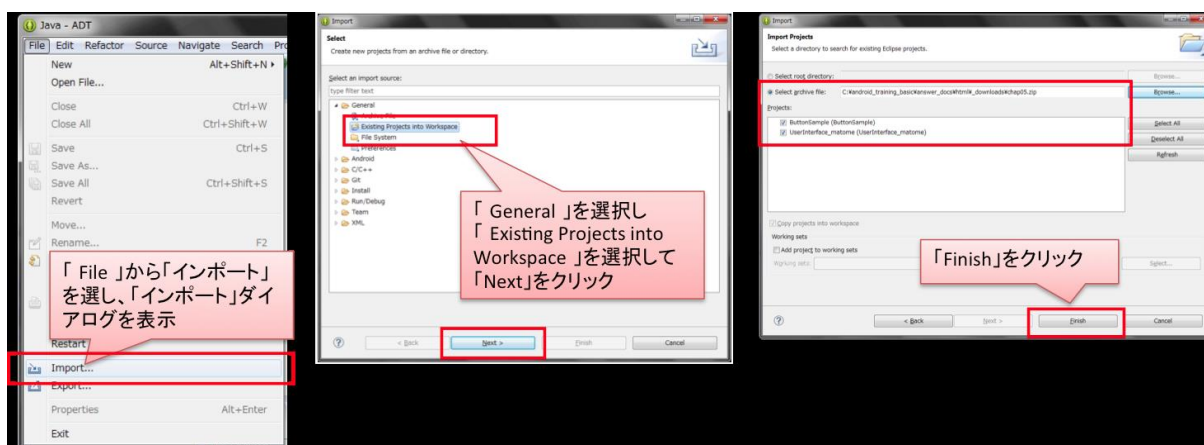 Java - ADT
File Edit Refactor Source Navigate Search
New Alt+Shift+N
Open File...
Close Ctrl+W
Close All Ctrl+Shift+W
Save Ctrl+S
Save As...
Save All Ctrl+Shift+S
Revert
Move...
Rename... F2
「 File 」から「インポート」
を選し、「インポート」ダイ
アログを表示
Restart
Import...
Export...
Properties Alt+Enter
Exit
Import
Select
Create new projects from an archive file or directory.
Select an import source:
type filter text
General
Archive File
Existing Projects into Workspace
File System
Preferences
Android
C/C++
Git
Install
Run/Debug
Team
XML
「 General 」を選択し
「 Existing Projects into
Workspace 」を選択して
「Next」をクリック
< Back Next > Finish Cancel
Import
Import Projects
Select a directory to search for existing Eclipse projects.
Select root directory: Browse...
Select archive file: C:¥android_training_basic¥answer_docs¥html¥_downloads¥chap05.zip Browse...
Projects:
ButtonSample (ButtonSample) Select All
UserInterface_matome (UserInterface_matome) Deselect All
Refresh
Copy projects into workspace
Working sets
Add project to working sets
Working sets: Select...
「Finish」をクリック
< Back Next > Finish Cancel